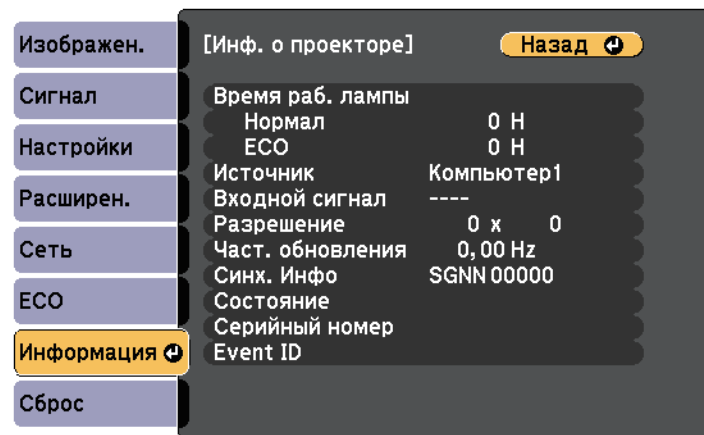 Изображен.
Сигнал
Настройки
Расширен.
Сеть
ECO
Информация
Сброс
[Инф. о проекторе]
Назад
Время раб. лампы
Нормал 0 H
ECO 0 H
Источник Компьютер1
Входной сигнал ----
Разрешение 0 x 0
Част. обновления 0,00 Hz
Синх. Инфо SGNN 00000
Состояние
Серийный номер
Event ID